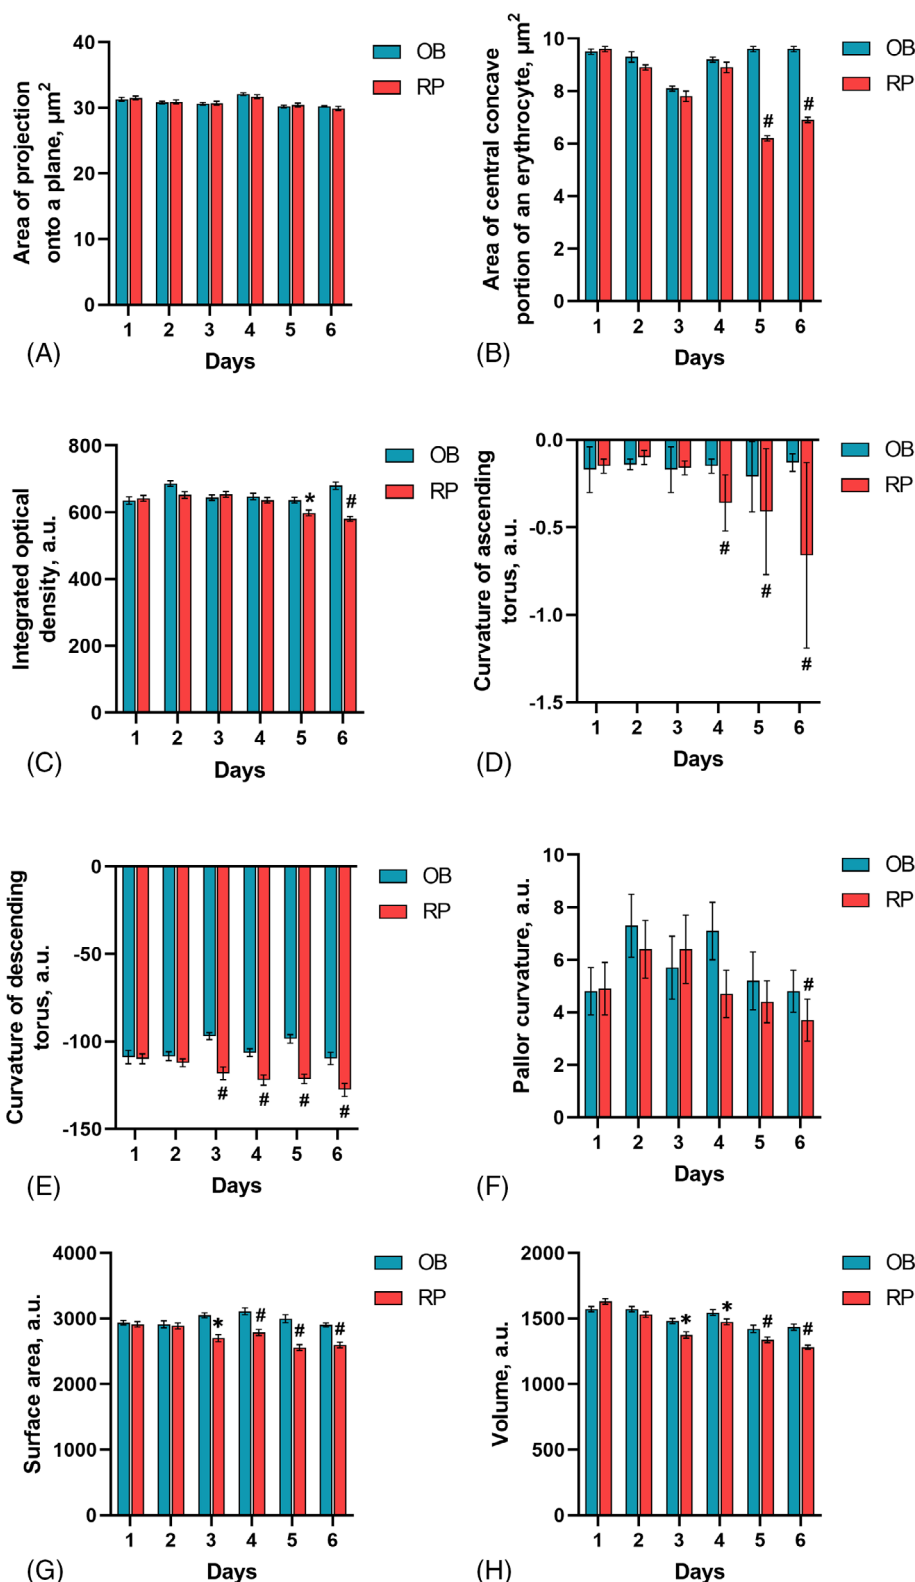 Area of projection
onto a plane, µm²
40
30
20
10
0
1 2 3 4 5 6
Days
OB
RP
(A)
Area of central concave
portion of an erythrocyte, µm²
10
8
6
4
2
0
# #
1 2 3 4 5 6
Days
OB
RP
(B)
Integrated optical
density, a.u.
800
600
400
200
0
* #
1 2 3 4 5 6
Days
OB
RP
(C)
Curvature of ascending
torus, a.u.
0.0
-0.5
-1.0
-1.5
# # #
1 2 3 4 5 6
Days
OB
RP
(D)
Curvature of descending
torus, a.u.
0
-50
-100
-150
# # # #
1 2 3 4 5 6
Days
OB
RP
(E)
Pallor curvature, a.u.
10
8
6
4
2
0
#
1 2 3 4 5 6
Days
OB
RP
(F)
Surface area, a.u.
4000
3000
2000
1000
0
* # # #
1 2 3 4 5 6
Days
OB
RP
(G)
Volume, a.u.
2000
1500
1000
500
0
* * # #
1 2 3 4 5 6
Days
OB
RP
(H)